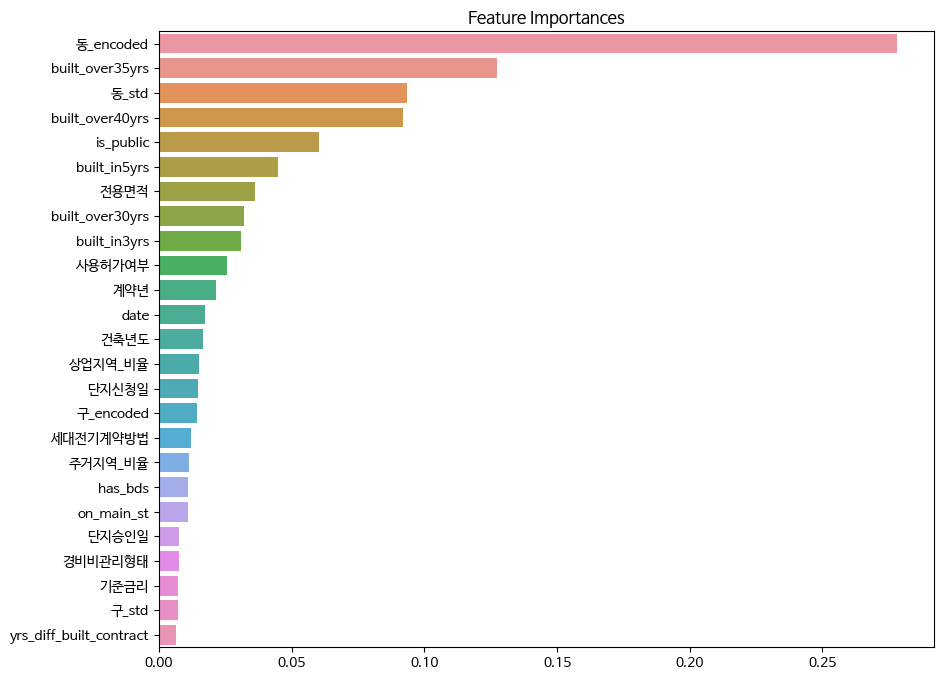 Feature Importances
동_encoded
built_over35yrs
동_std
built_over40yrs
is_public
built_in5yrs
전용면적
built_over30yrs
built_in3yrs
사용허가여부
계약년
date
건축년도
상업지역_비율
단지신청일
구_encoded
세대전기계약방법
주거지역_비율
has_bds
on_main_st
단지승인일
경비비관리형태
기준금리
구_std
yrs_diff_built_contract
0.00 0.05 0.10 0.15 0.20 0.25